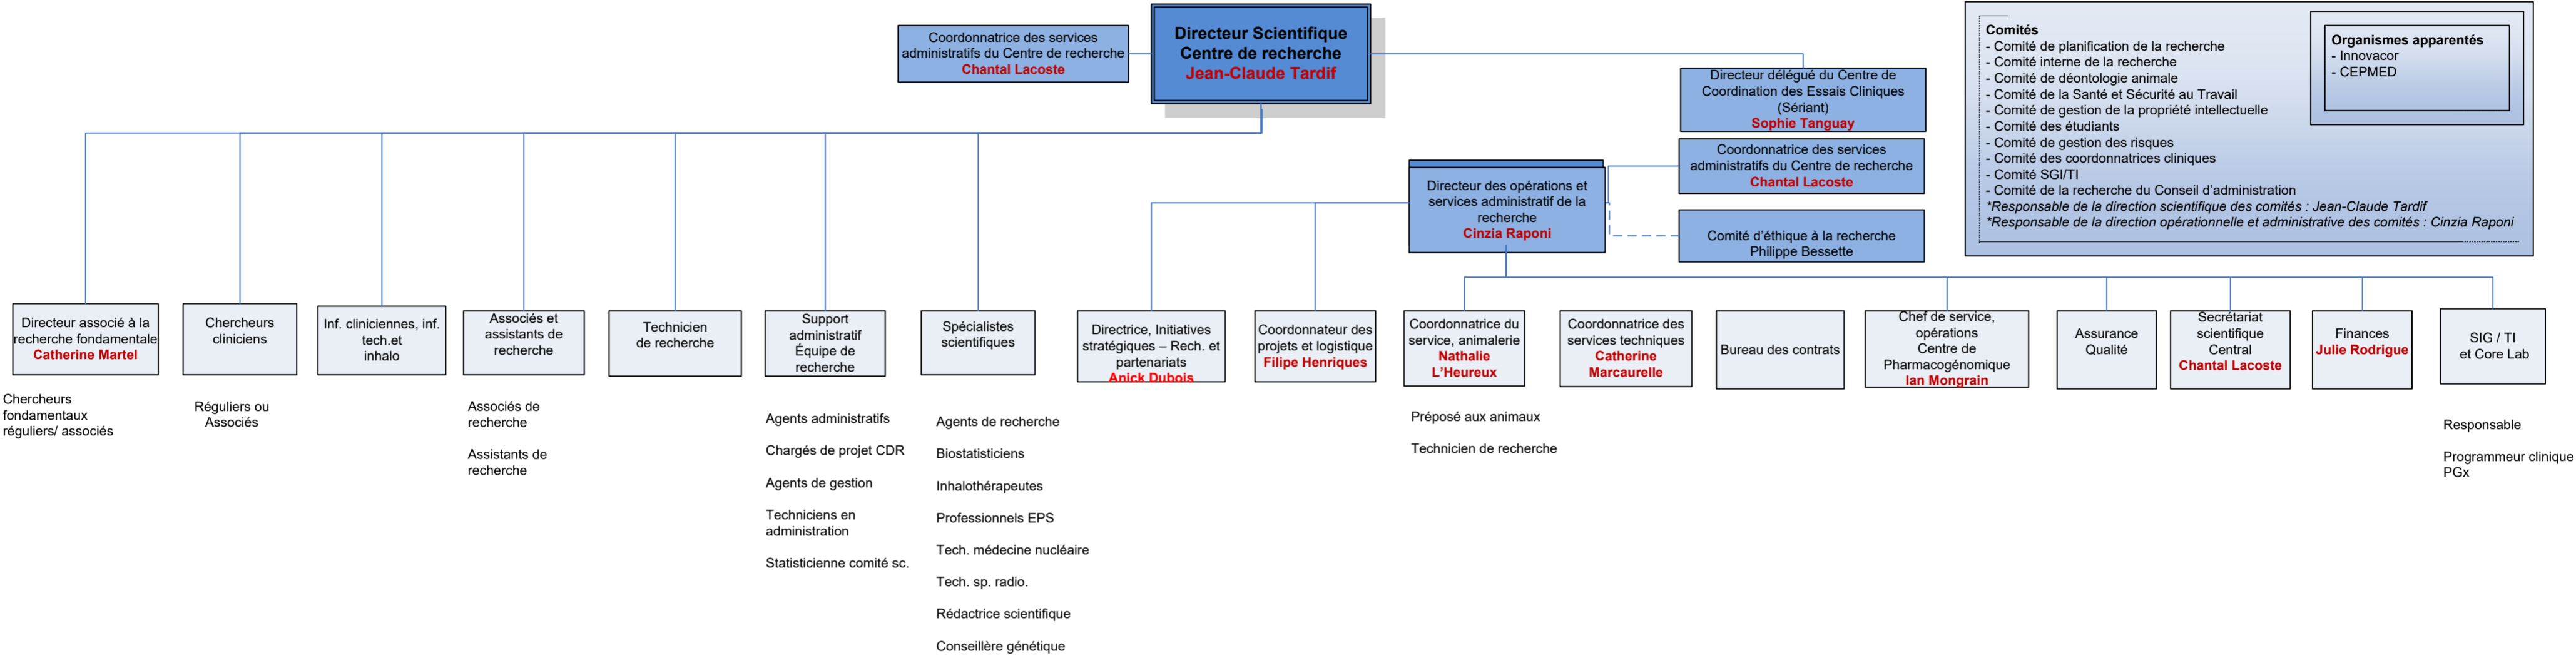 Coordonnatrice des services
administratifs du Centre de recherche
Chantal Lacoste
Directeur Scientifique
Centre de recherche
Jean-Claude Tardif
Directeur délégué du Centre de
Coordination des Essais Cliniques
(Sériant)
Sophie Tanguay
Coordonnatrice des services
administratifs du Centre de recherche
Chantal Lacoste
Directeur des opérations et
services administratif de la
recherche
Cinzia Raponi
Comité d'éthique à la recherche
Philippe Bessette
Comités
- Comité de planification de la recherche
- Comité interne de la recherche
- Comité de déontologie animale
- Comité de la Santé et Sécurité au Travail
- Comité de gestion de la propriété intellectuelle
- Comité des étudiants
- Comité de gestion des risques
- Comité des coordonnatrices cliniques
- Comité SGI/TI
- Comité de la recherche du Conseil d'administration
*Responsable de la direction scientifique des comités : Jean-Claude Tardif
*Responsable de la direction opérationnelle et administrative des comités : Cinzia Raponi
Organismes apparentés
- Innovacor
- CEPMED
Directeur associé à la
recherche fondamentale
Catherine Martel
Chercheurs
fondamentaux
réguliers/ associés
Chercheurs
cliniciens
Réguliers ou
Associés
Inf. cliniciennes, inf.
tech.et
inhalo
Associés et
assistants de
recherche
Associés de
recherche
Assistants de
recherche
Technicien
de recherche
Support
administratif
Équipe de
recherche
Agents administratifs
Chargés de projet CDR
Agents de gestion
Techniciens en
administration
Statisticienne comité sc.
Spécialistes
scientifiques
Agents de recherche
Biostatisticiens
Inhalothérapeutes
Professionnels EPS
Tech. médecine nucléaire
Tech. sp. radio.
Rédactrice scientifique
Conseillère génétique
Directrice, Initiatives
stratégiques – Rech. et
partenariats
Anick Dubois
Coordonnateur des
projets et logistique
Filipe Henriques
Coordonnatrice du
service, animalerie
Nathalie
L'Heureux
Préposé aux animaux
Technicien de recherche
Coordonnatrice des
services techniques
Catherine
Marcaurelle
Bureau des contrats
Chef de service,
opérations
Centre de
Pharmacogénomique
Ian Mongrain
Assurance
Qualité
Secrétariat
scientifique
Central
Chantal Lacoste
Finances
Julie Rodrigue
SIG / TI
et Core Lab
Responsable
Programmeur clinique
PGx